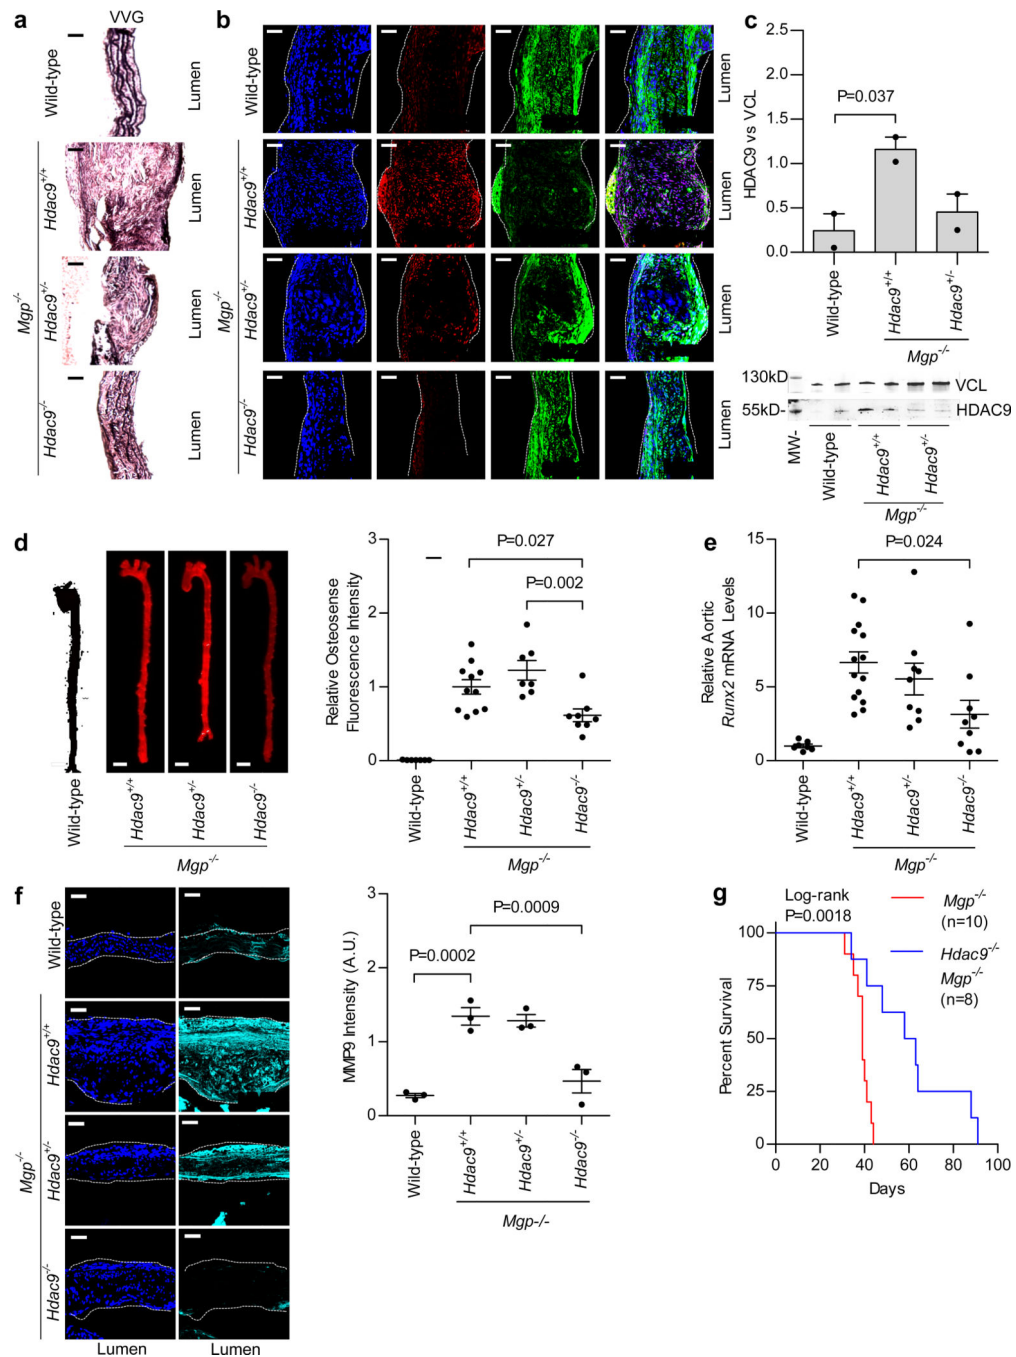 a
VVG
Wild-type
Lumen
Hdac9+/+
Lumen
Mgp-/-
Hdac9+/-
Lumen
Hdac9-/-
Lumen
b
Wild-type
Lumen
Hdac9+/+
Lumen
Mgp-/-
Hdac9+/-
Lumen
Hdac9-/-
Lumen
c
HDAC9 vs VCL
2.5
2.0
1.5
1.0
0.5
0.0
P=0.037
Wild-type
Hdac9+/+
Hdac9+/-
Mgp-/-
130kD
VCL
55kD-
HDAC9
MW-
Wild-type
Hdac9+/+
Hdac9+/-
Mgp-/-
d
Wild-type
Hdac9+/+
Hdac9+/-
Hdac9-/-
Mgp-/-
Relative Osteosense
Fluorescence Intensity
3
2
1
0
P=0.027
P=0.002
Wild-type
Hdac9+/+
Hdac9+/-
Hdac9-/-
Mgp-/-
e
Relative Aortic
Runx2 mRNA Levels
15
10
5
0
P=0.024
Wild-type
Hdac9+/+
Hdac9+/-
Hdac9-/-
Mgp-/-
f
Wild-type
Hdac9+/+
Mgp-/-
Hdac9+/-
Hdac9-/-
Lumen
Lumen
MMP9 Intensity (A.U.)
3
2
1
0
P=0.0009
P=0.0002
Wild-type
Hdac9+/+
Hdac9+/-
Hdac9-/-
Mgp-/-
g
Log-rank
P=0.0018
Mgp-/-
(n=10)
Hdac9-/-
Mgp-/-
(n=8)
Percent Survival
100
75
50
25
0
0 20 40 60 80 100
Days